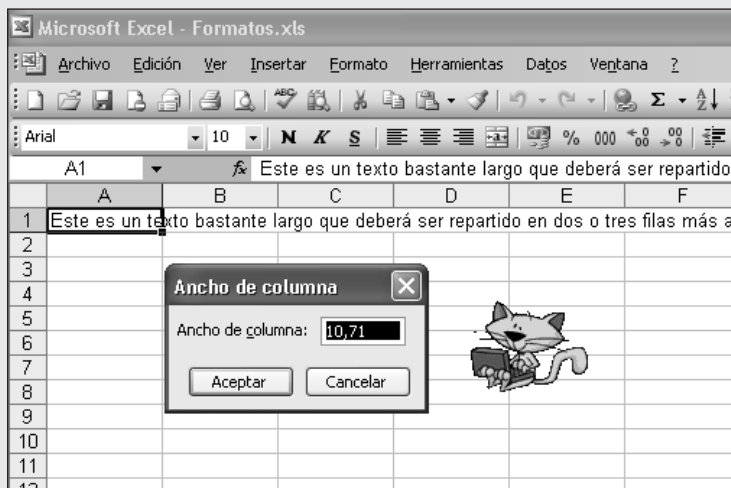 Microsoft Excel - Formatos.xls
Archivo Edición Ver Insertar Formato Herramientas Datos Ventana ?
ABC Σ A Z
Arial 10 N K S a % 000
A1 fx Este es un texto bastante largo que deberá ser repartido
A B C D E F
1 Este es un texto bastante largo que deberá ser repartido en dos o tres filas más a
2
3
Ancho de columna
4
5
Ancho de columna: 10,71
6
7
Aceptar Cancelar
8
9
10
11